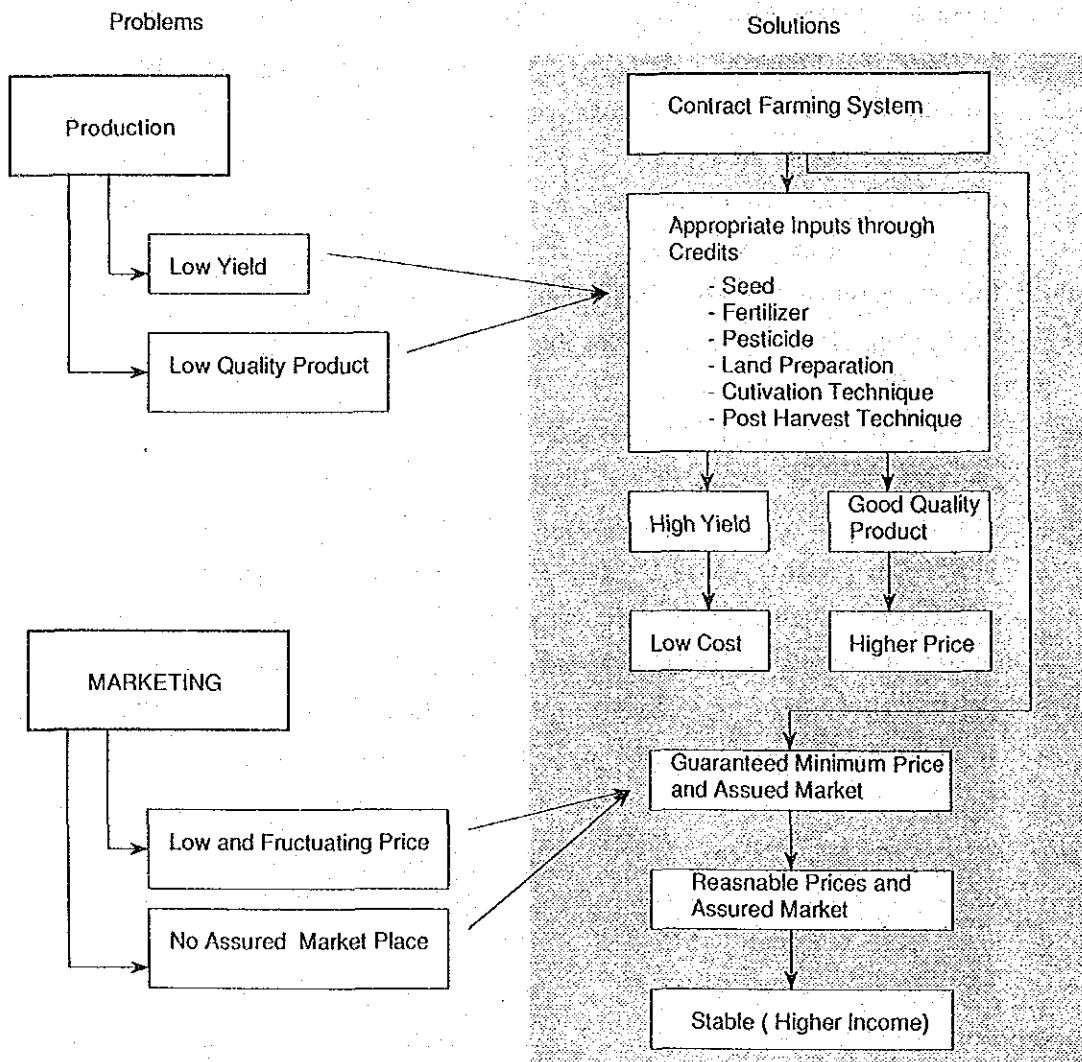 Problems
Solutions
Production
Low Yield
Low Quality Product
MARKETING
Low and Fructuating Price
No Assured Market Place
Contract Farming System
Appropriate Inputs through
Credits
- Seed
- Fertilizer
- Pesticide
- Land Preparation
- Cutivation Technique
- Post Harvest Technique
High Yield
Good Quality
Product
Low Cost
Higher Price
Guaranteed Minimum Price
and Assued Market
Reasnable Prices and
Assured Market
Stable ( Higher Income)